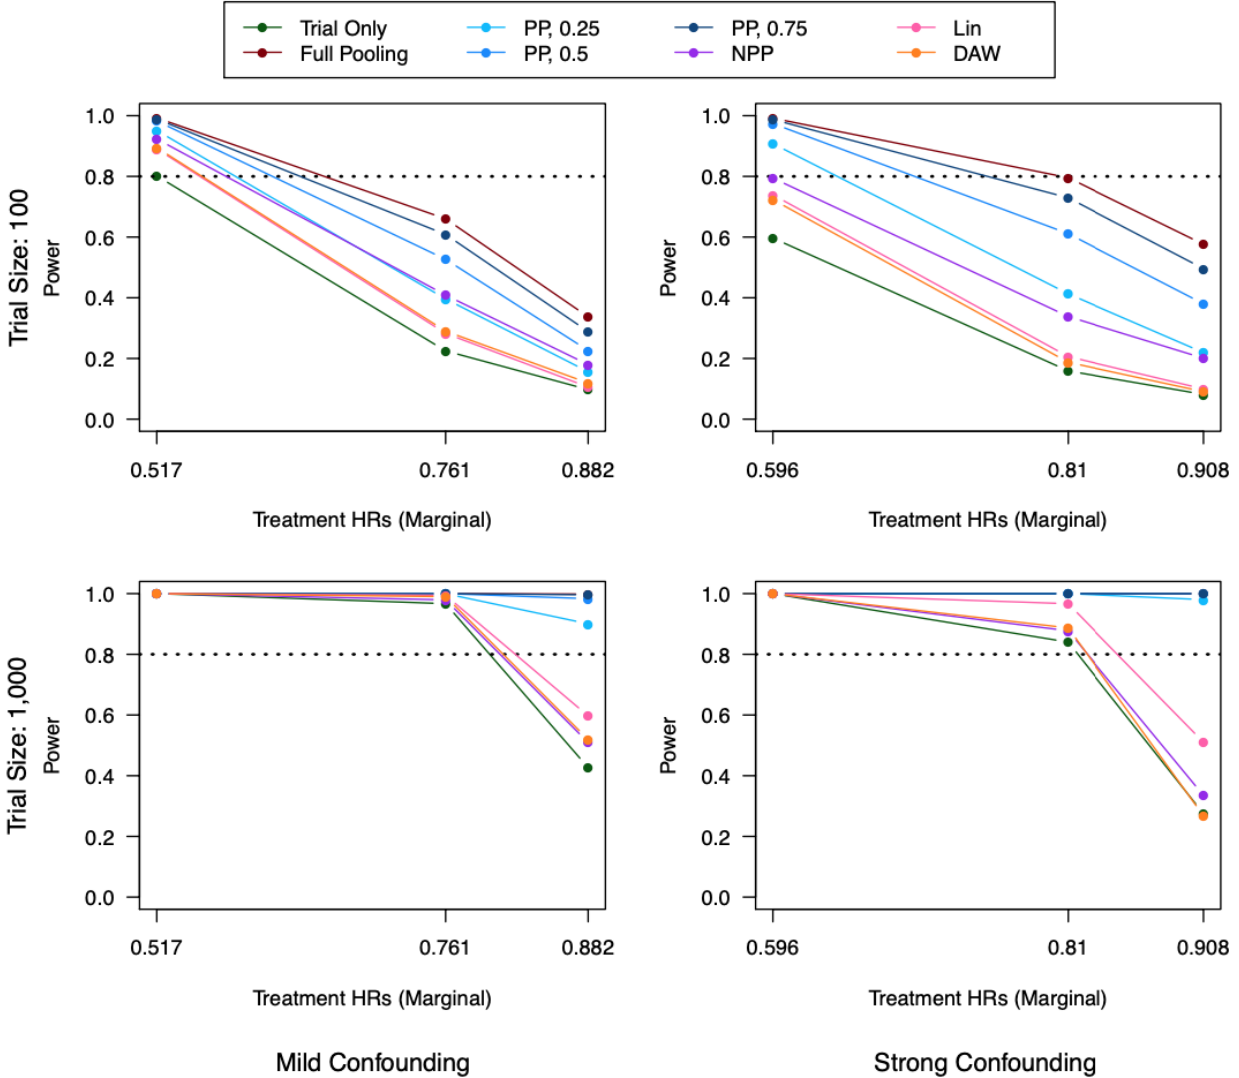 Trial Only PP, 0.25 PP, 0.75 Lin
Full Pooling PP, 0.5 NPP DAW
Trial Size: 100
Power
1.0
0.8
0.6
0.4
0.2
0.0
0.517 0.761 0.882
Treatment HRs (Marginal)
Power
1.0
0.8
0.6
0.4
0.2
0.0
0.596 0.81 0.908
Treatment HRs (Marginal)
Trial Size: 1,000
Power
1.0
0.8
0.6
0.4
0.2
0.0
0.517 0.761 0.882
Treatment HRs (Marginal)
Power
1.0
0.8
0.6
0.4
0.2
0.0
0.596 0.81 0.908
Treatment HRs (Marginal)
Mild Confounding
Strong Confounding